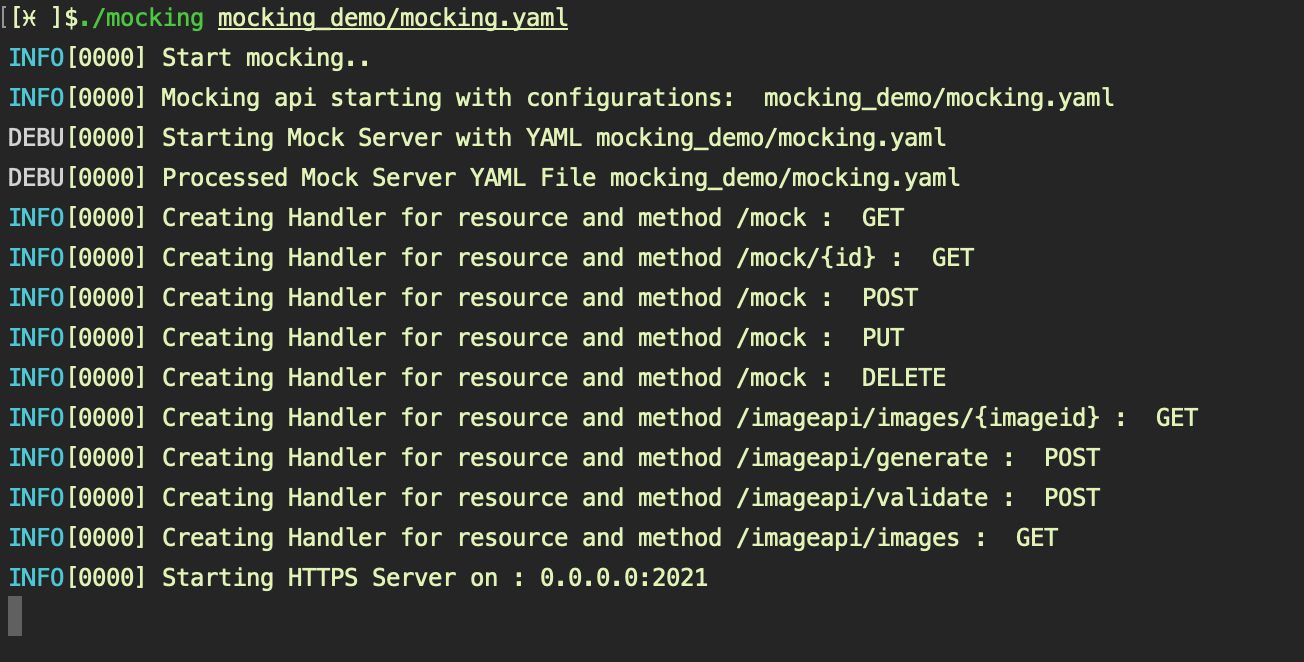 [[ㅊ ]$./mocking mocking_demo/mocking.yaml
INFO[0000] Start mocking..
INFO[0000] Mocking api starting with configurations:  mocking_demo/mocking.yaml
DEBU[0000] Starting Mock Server with YAML mocking_demo/mocking.yaml
DEBU[0000] Processed Mock Server YAML File mocking_demo/mocking.yaml
INFO[0000] Creating Handler for resource and method /mock :  GET
INFO[0000] Creating Handler for resource and method /mock/{id} :  GET
INFO[0000] Creating Handler for resource and method /mock :  POST
INFO[0000] Creating Handler for resource and method /mock :  PUT
INFO[0000] Creating Handler for resource and method /mock :  DELETE
INFO[0000] Creating Handler for resource and method /imageapi/images/{imageid} :  GET
INFO[0000] Creating Handler for resource and method /imageapi/generate :  POST
INFO[0000] Creating Handler for resource and method /imageapi/validate :  POST
INFO[0000] Creating Handler for resource and method /imageapi/images :  GET
INFO[0000] Starting HTTPS Server on : 0.0.0.0:2021